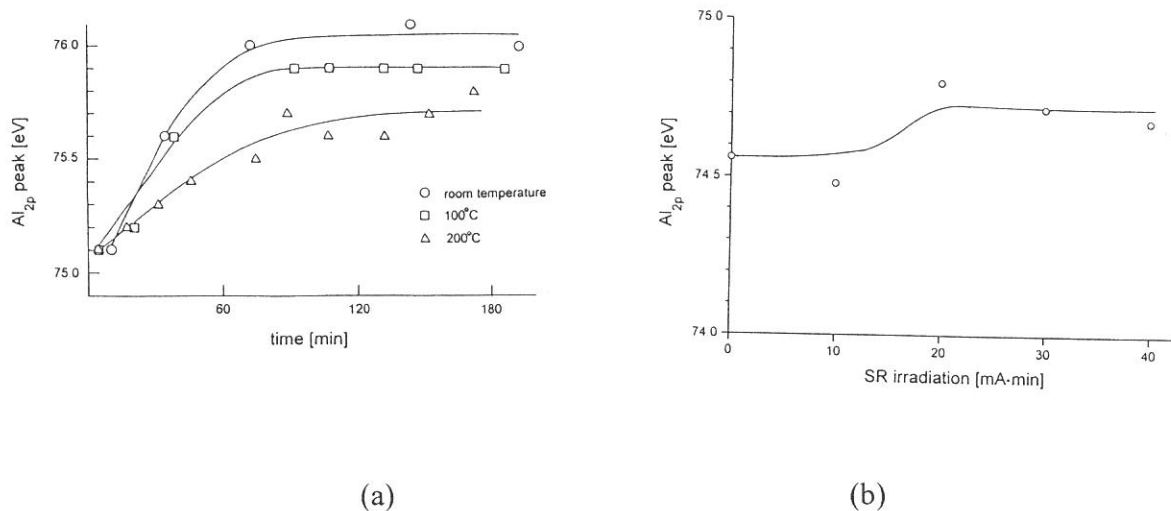 Al2p peak [eV]
76.0
75.5
75.0
60
120
180
time [min]
room temperature
100°C
200°C
(a)
Al2p peak [eV]
75.0
74.5
74.0
0
10
20
30
40
SR irradiation [mA-min]
(b)